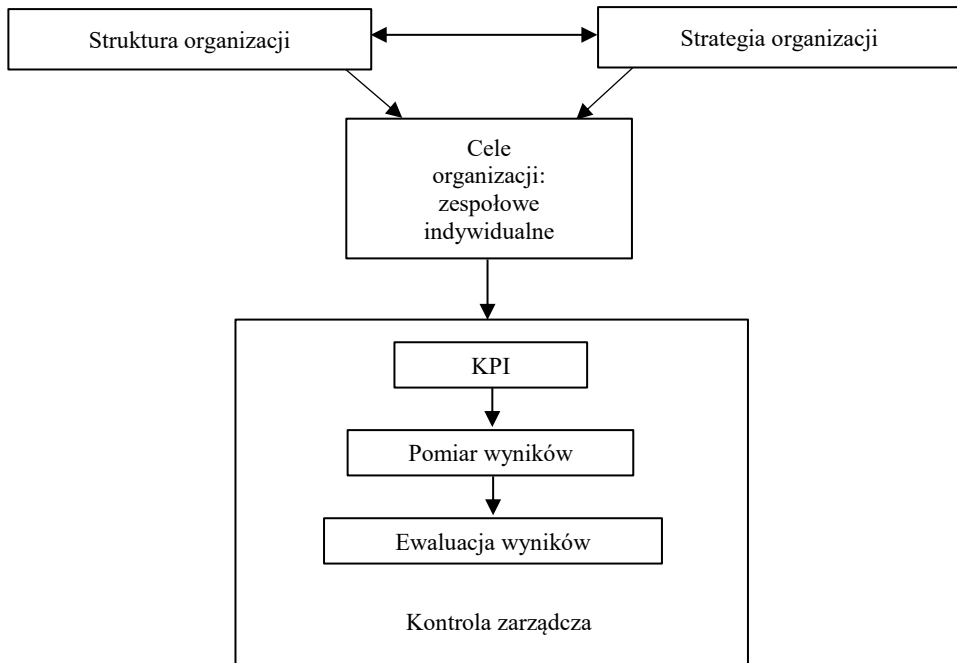 Struktura organizacji
Strategia organizacji
Cele
organizacji:
zespołowe
indywidualne
KPI
Pomiar wyników
Ewaluacja wyników
Kontrola zarządcza